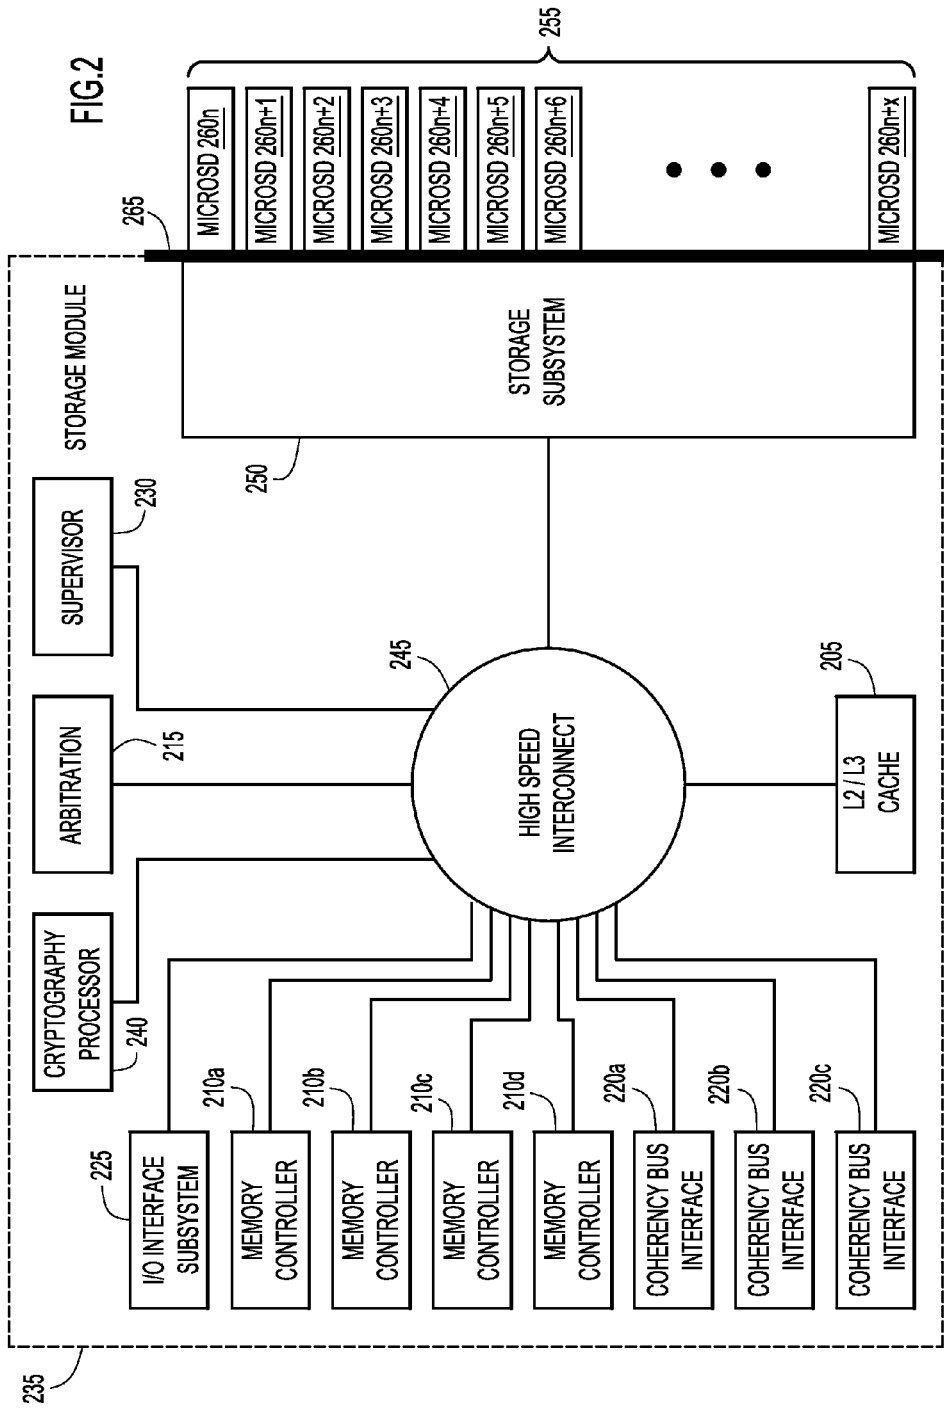 FIG.2
235
STORAGE MODULE
265
255
CRYPTOGRAPHY
PROCESSOR
240
ARBITRATION
215
SUPERVISOR
230
225
I/O INTERFACE
SUBSYSTEM
210a
MEMORY
CONTROLLER
210b
MEMORY
CONTROLLER
210c
MEMORY
CONTROLLER
210d
MEMORY
CONTROLLER
220a
COHERENCY BUS
INTERFACE
220b
COHERENCY BUS
INTERFACE
220c
COHERENCY BUS
INTERFACE
245
HIGH SPEED
INTERCONNECT
205
L2 / L3
CACHE
250
STORAGE
SUBSYSTEM
MICROSD 260n
MICROSD 260n+1
MICROSD 260n+2
MICROSD 260n+3
MICROSD 260n+4
MICROSD 260n+5
MICROSD 260n+6
MICROSD 260n+x